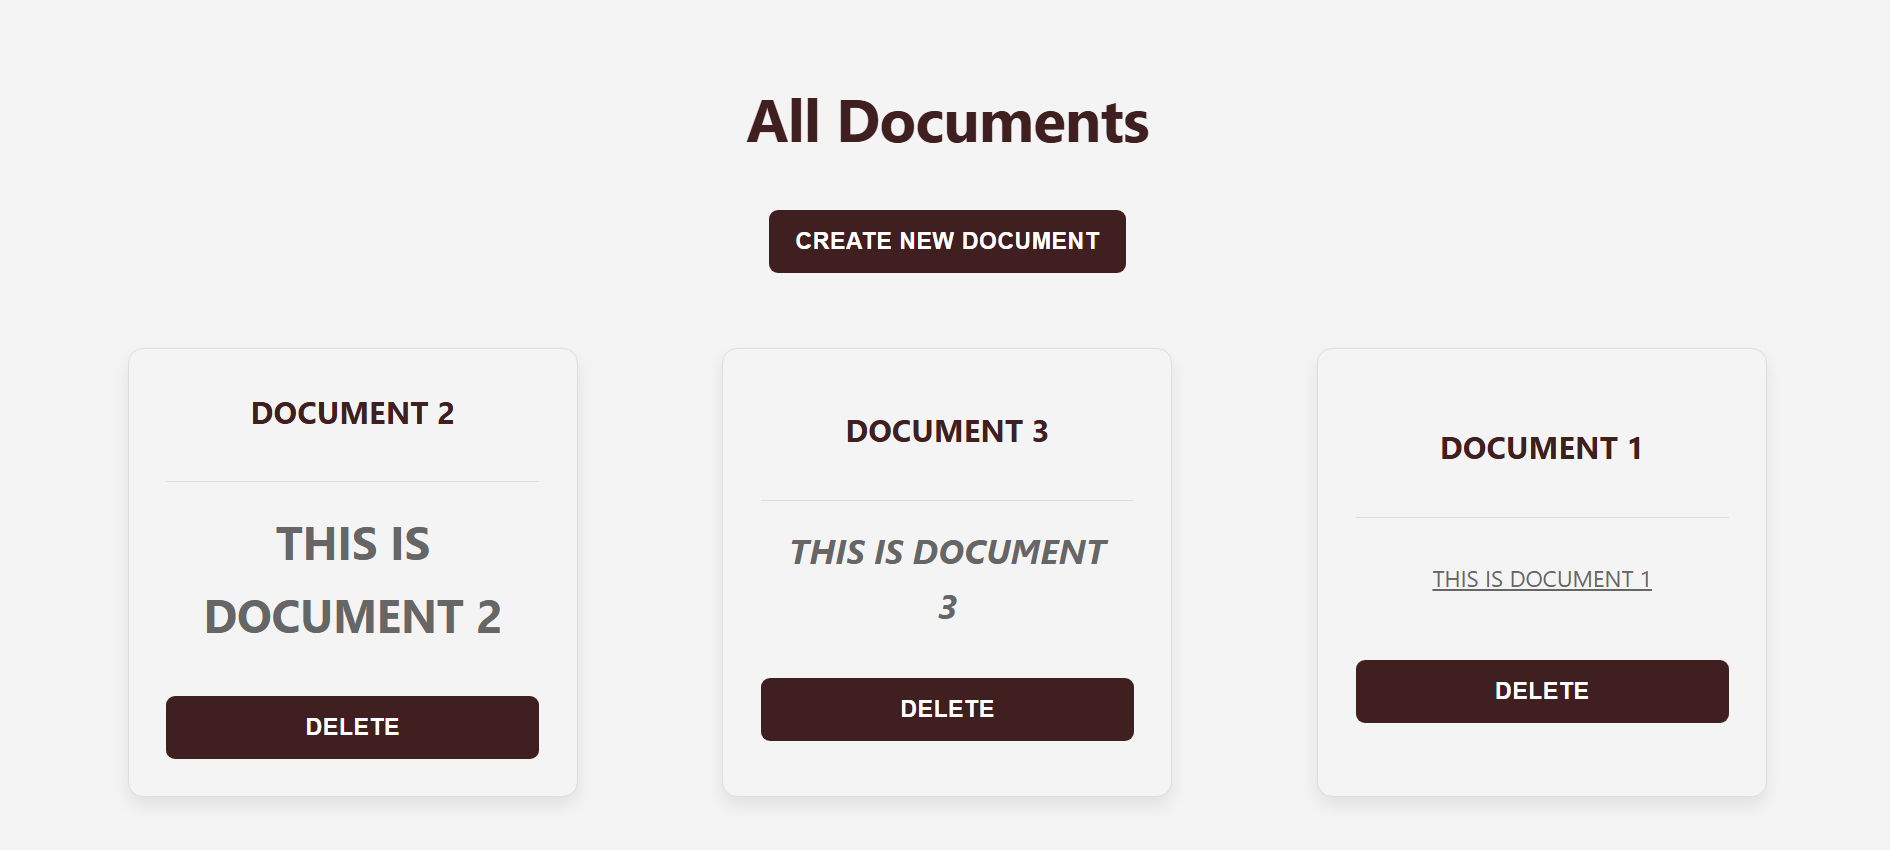 All Documents
CREATE NEW DOCUMENT
DOCUMENT 2
THIS IS
DOCUMENT 2
DELETE
DOCUMENT 3
THIS IS DOCUMENT
3
DELETE
DOCUMENT 1
THIS IS DOCUMENT 1
DELETE